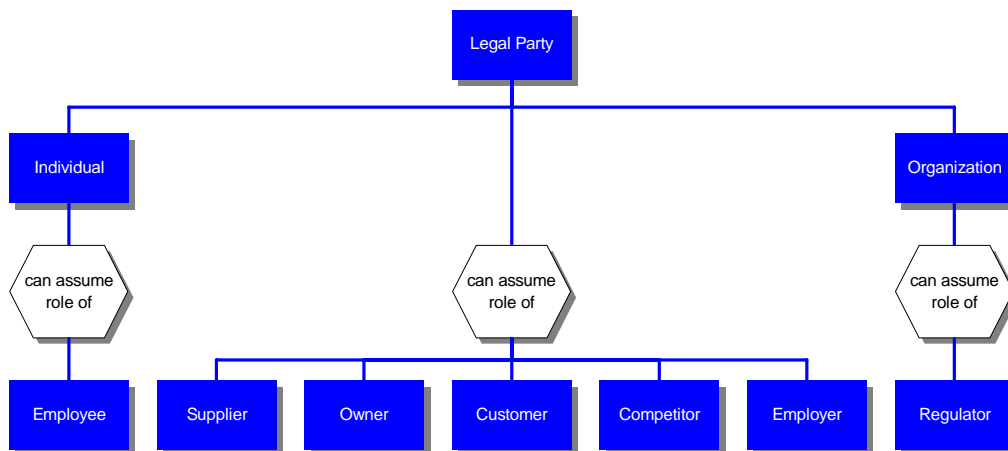 Legal Party
Individual
Organization
can assume
role of
can assume
role of
can assume
role of
Employee
Supplier
Owner
Customer
Competitor
Employer
Regulator